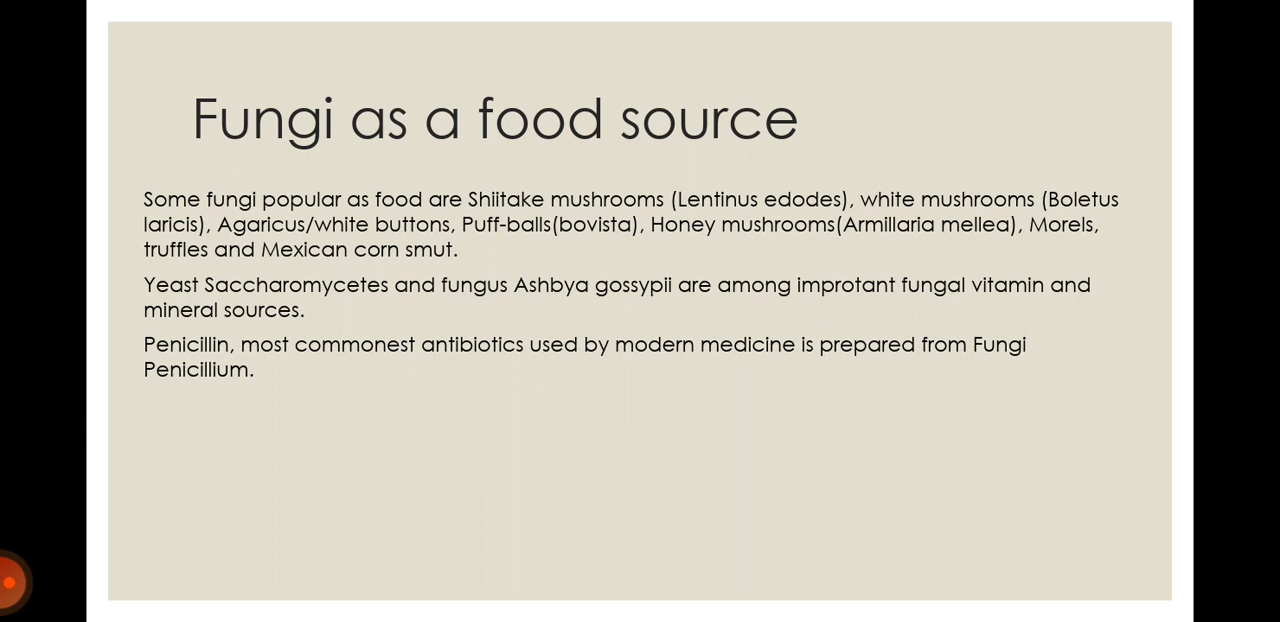 Fungi as a food source
Some fungi popular as food are Shiitake mushrooms (Lentinus edodes), white mushrooms (Boletus
laricis), Agaricus/white buttons, Puff-balls(bovista), Honey mushrooms(Armillaria mellea), Morels,
truffles and Mexican corn smut.
Yeast Saccharomycetes and fungus Ashbya gossypii are among improtant fungal vitamin and
mineral sources.
Penicillin, most commonest antibiotics used by modern medicine is prepared from Fungi
Penicillium.